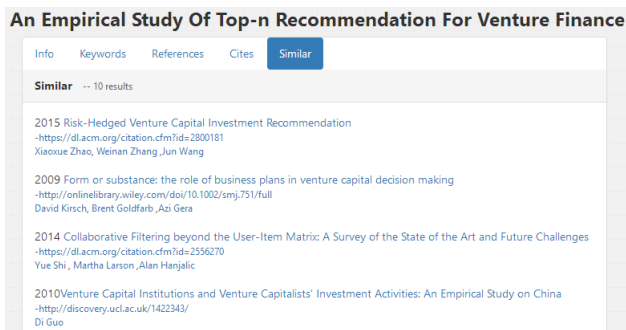 An Empirical Study Of Top-n Recommendation For Venture Finance
Info Keywords References Cites Similar
Similar -- 10 results
2015 Risk-Hedged Venture Capital Investment Recommendation
-https://dl.acm.org/citation.cfm?id=2800181
Xiaoxue Zhao, Weinan Zhang ,Jun Wang
2009 Form or substance: the role of business plans in venture capital decision making
-http://onlinelibrary.wiley.com/doi/10.1002/smj.751/full
David Kirsch, Brent Goldfarb ,Azi Gera
2014 Collaborative Filtering beyond the User-Item Matrix: A Survey of the State of the Art and Future Challenges
-https://dl.acm.org/citation.cfm?id=2556270
Yue Shi , Martha Larson ,Alan Hanjalic
2010Venture Capital Institutions and Venture Capitalists' Investment Activities: An Empirical Study on China
-http://discovery.ucl.ac.uk/1422343/
Di Guo